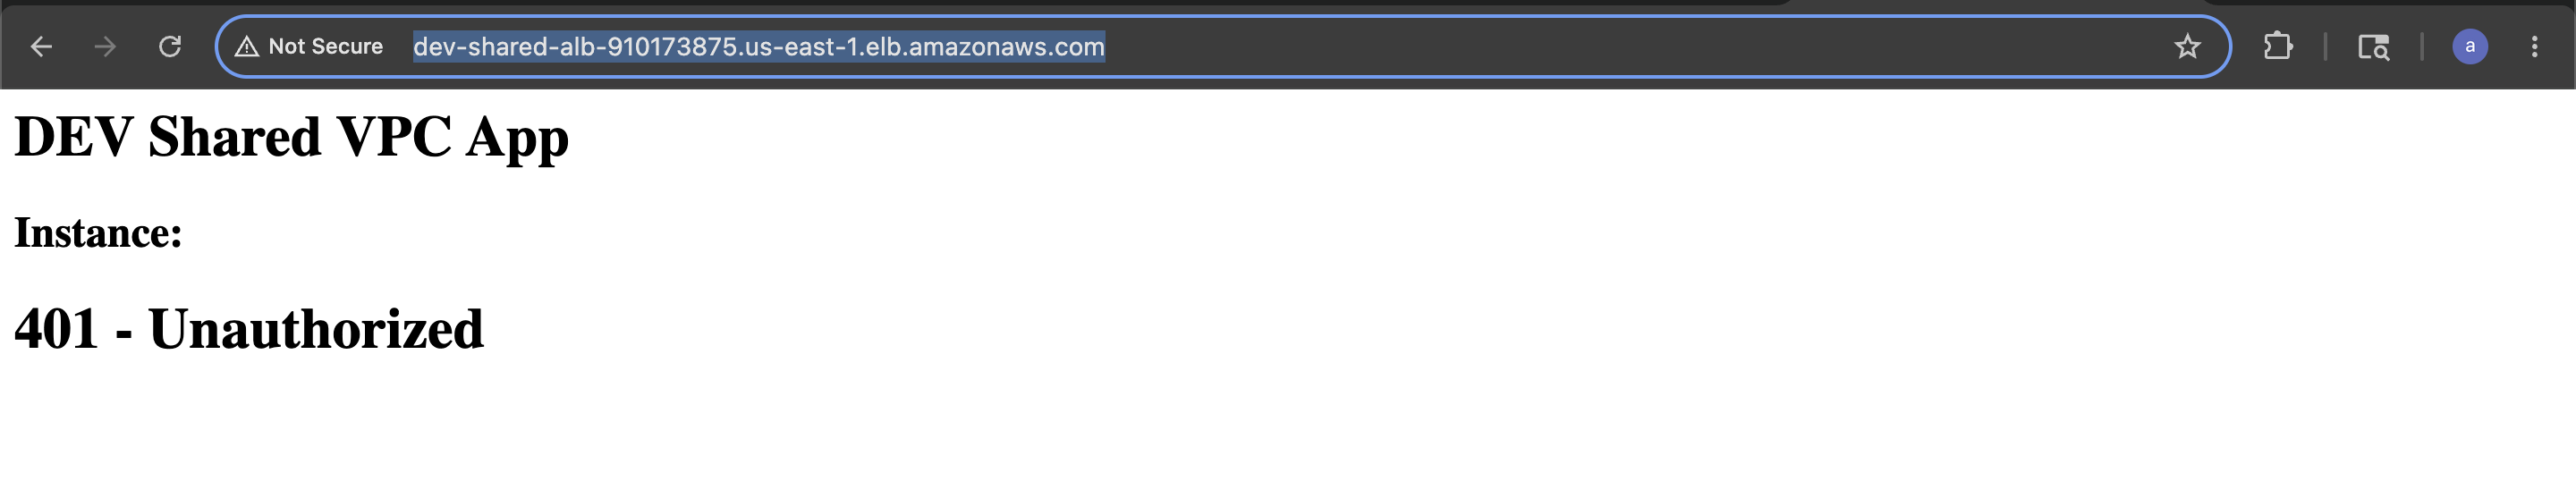 Not Secure dev-shared-alb-910173875.us-east-1.elb.amazonaws.com a
DEV Shared VPC App
Instance:
401 - Unauthorized